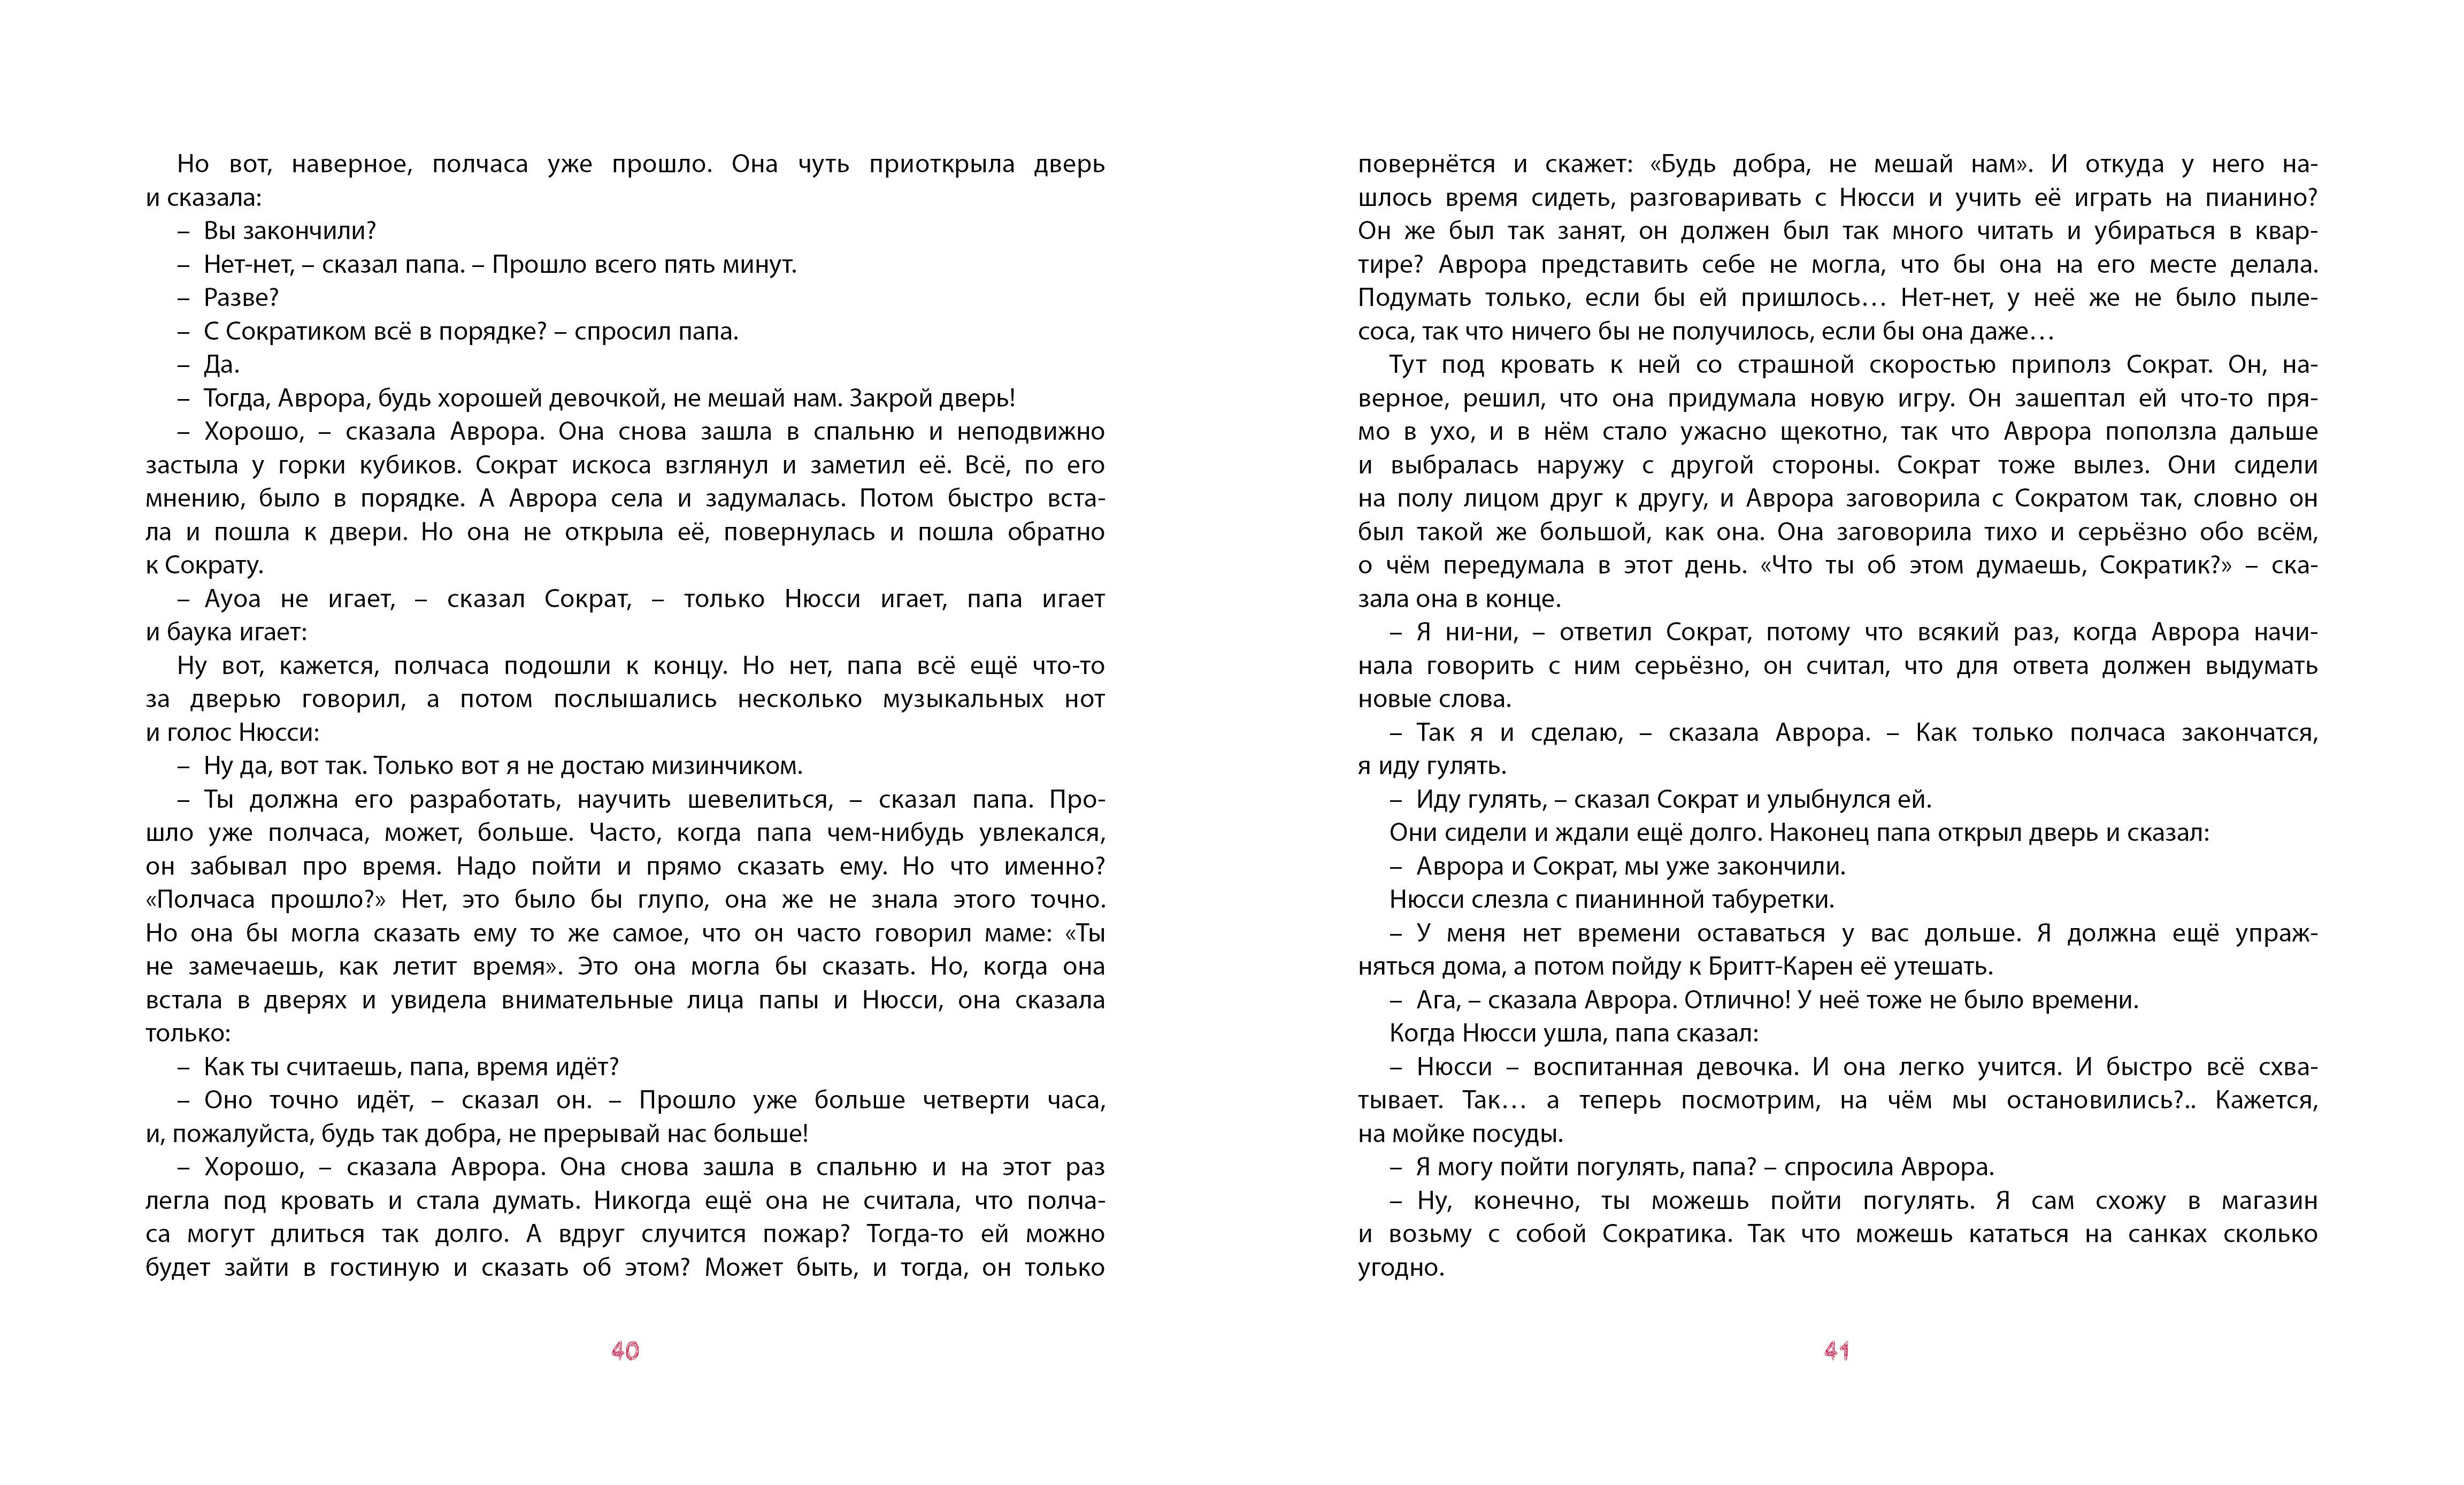 Но вот, наверное, полчаса уже прошло. Она чуть приоткрыла дверь
и сказала:
– Вы закончили?
– Нет-нет, – сказал папа. – Прошло всего пять минут.
– Разве?
– С Сократиком всё в порядке? – спросил папа.
– Да.
– Тогда, Аврора, будь хорошей девочкой, не мешай нам. Закрой дверь!
– Хорошо, – сказала Аврора. Она снова зашла в спальню и неподвижно
застыла у горки кубиков. Сократ искоса взглянул и заметил её. Всё, по его
мнению, было в порядке. А Аврора села и задумалась. Потом быстро вста-
ла и пошла к двери. Но она не открыла её, повернулась и пошла обратно
к Сократу.
– Ауоа не игает, – сказал Сократ, – только Нюсси игает, папа игает
и баука игает:
Ну вот, кажется, полчаса подошли к концу. Но нет, папа всё ещё что-то
за дверью говорил, а потом послышались несколько музыкальных нот
и голос Нюсси:
– Ну да, вот так. Только вот я не достаю мизинчиком.
– Ты должна его разработать, научить шевелиться, – сказал папа. Про-
шло уже полчаса, может, больше. Часто, когда папа чем-нибудь увлекался,
он забывал про время. Надо пойти и прямо сказать ему. Но что именно?
«Полчаса прошло?» Нет, это было бы глупо, она же не знала этого точно.
Но она бы могла сказать ему то же самое, что он часто говорил маме: «Ты
не замечаешь, как летит время». Это она могла бы сказать. Но, когда она
встала в дверях и увидела внимательные лица папы и Нюсси, она сказала
только:
– Как ты считаешь, папа, время идёт?
– Оно точно идёт, – сказал он. – Прошло уже больше четверти часа,
и, пожалуйста, будь так добра, не прерывай нас больше!
– Хорошо, – сказала Аврора. Она снова зашла в спальню и на этот раз
легла под кровать и стала думать. Никогда ещё она не считала, что полча-
са могут длиться так долго. А вдруг случится пожар? Тогда-то ей можно
будет зайти в гостиную и сказать об этом? Может быть, и тогда, он только
40
повернётся и скажет: «Будь добра, не мешай нам». И откуда у него на-
шлось время сидеть, разговаривать с Нюсси и учить её играть на пианино?
Он же был так занят, он должен был так много читать и убираться в квар-
тире? Аврора представить себе не могла, что бы она на его месте делала.
Подумать только, если бы ей пришлось… Нет-нет, у неё же не было пыле-
соса, так что ничего бы не получилось, если бы она даже…
Тут под кровать к ней со страшной скоростью приполз Сократ. Он, на-
верное, решил, что она придумала новую игру. Он зашептал ей что-то пря-
мо в ухо, и в нём стало ужасно щекотно, так что Аврора поползла дальше
и выбралась наружу с другой стороны. Сократ тоже вылез. Они сидели
на полу лицом друг к другу, и Аврора заговорила с Сократом так, словно он
был такой же большой, как она. Она заговорила тихо и серьёзно обо всём,
о чём передумала в этот день. «Что ты об этом думаешь, Сократик?» – ска-
зала она в конце.
– Я ни-ни, – ответил Сократ, потому что всякий раз, когда Аврора начи-
нала говорить с ним серьёзно, он считал, что для ответа должен выдумать
новые слова.
– Так я и сделаю, – сказала Аврора. – Как только полчаса закончатся,
я иду гулять.
– Иду гулять, – сказал Сократ и улыбнулся ей.
Они сидели и ждали ещё долго. Наконец папа открыл дверь и сказал:
– Аврора и Сократ, мы уже закончили.
Нюсси слезла с пианинной табуретки.
– У меня нет времени оставаться у вас дольше. Я должна ещё упраж-
няться дома, а потом пойду к Бритт-Карен её утешать.
– Ага, – сказала Аврора. Отлично! У неё тоже не было времени.
Когда Нюсси ушла, папа сказал:
– Нюсси – воспитанная девочка. И она легко учится. И быстро всё схва-
тывает. Так… а теперь посмотрим, на чём мы остановились?.. Кажется,
на мойке посуды.
– Я могу пойти погулять, папа? – спросила Аврора.
– Ну, конечно, ты можешь пойти погулять. Я сам схожу в магазин
и возьму с собой Сократика. Так что можешь кататься на санках сколько
угодно.
41